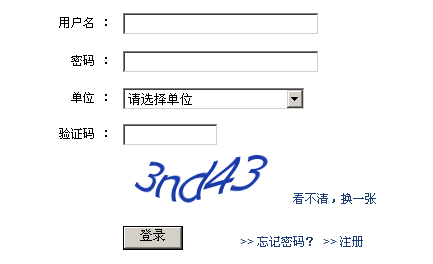 用户名：
密码：
单位： 请选择单位
验证码：
3nd43
看不清，换一张
登录 >> 忘记密码？ >> 注册